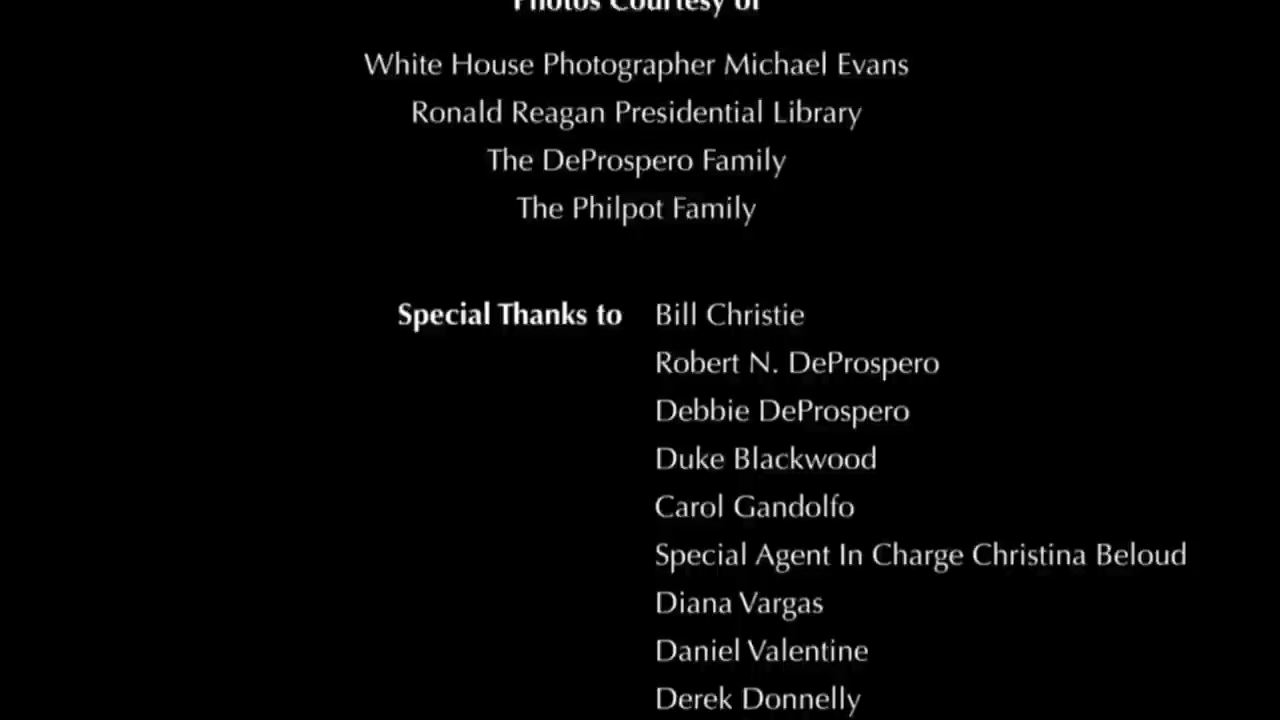 Photos Courtesy of
White House Photographer Michael Evans
Ronald Reagan Presidential Library
The DeProspero Family
The Philpot Family
Special Thanks to Bill Christie
Robert N. DeProspero
Debbie DeProspero
Duke Blackwood
Carol Gandolfo
Special Agent In Charge Christina Beloud
Diana Vargas
Daniel Valentine
Derek Donnelly